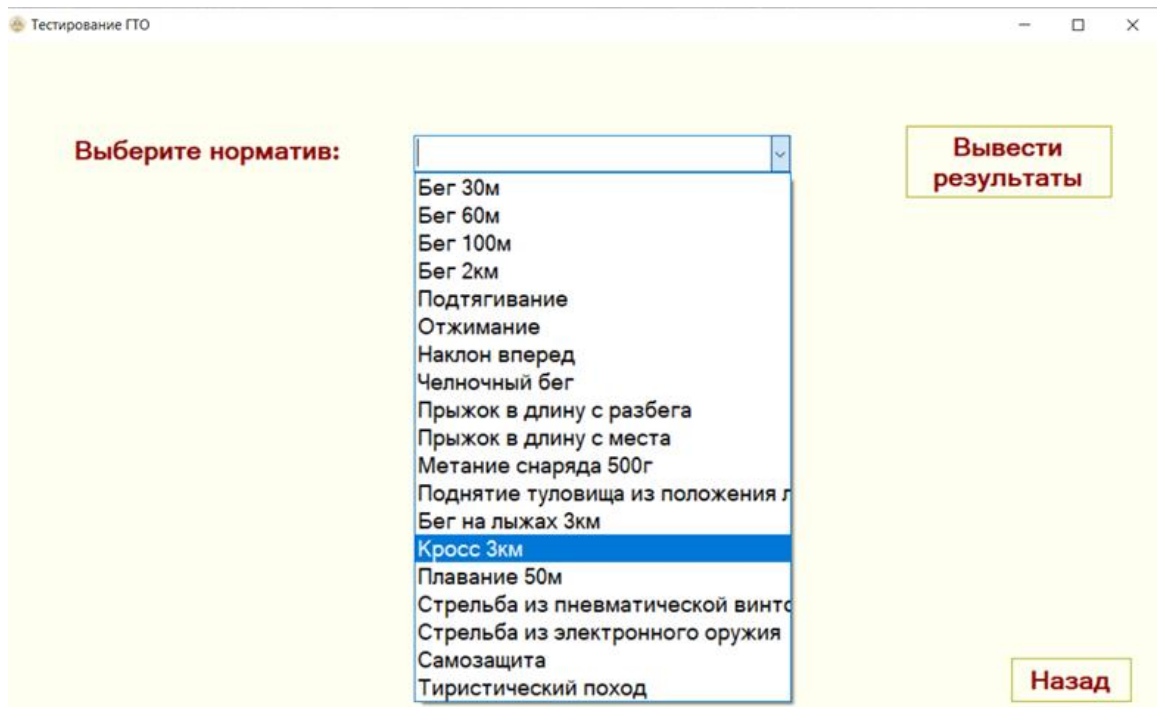 Тестирование ГТО
Выберите норматив:
Вывести
результаты
Бег 30м
Бег 60м
Бег 100м
Бег 2км
Подтягивание
Отжимание
Наклон вперед
Челночный бег
Прыжок в длину с разбега
Прыжок в длину с места
Метание снаряда 500г
Поднятие туловища из положения л
Бег на лыжах 3км
Кросс 3км
Плавание 50м
Стрельба из пневматической винто
Стрельба из электронного оружия
Самозащита
Тиристический поход
Назад